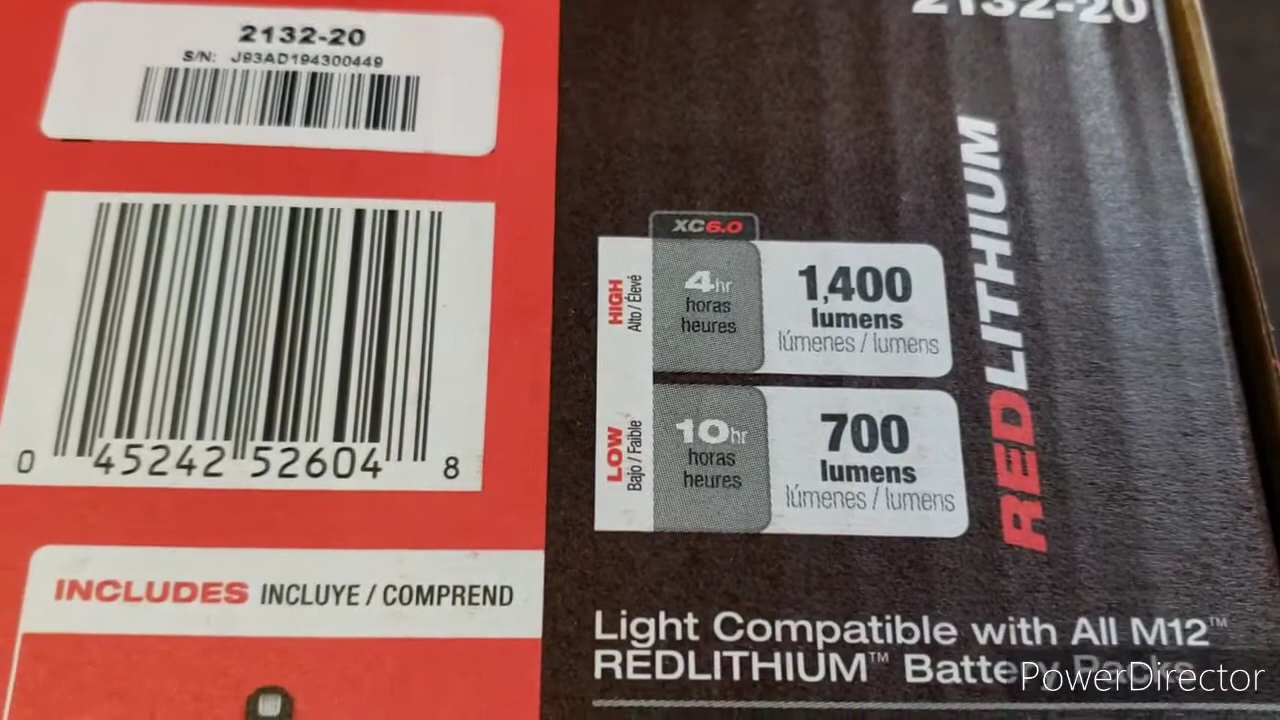 2132-20
S/N: J93AD194300449
0 45242 52604 8
INCLUDES INCLUYE / COMPREND
2132-20
REDLITHIUM
XC6.0
HIGH
Alto / Élevé
4hr
horas
heures
1,400
lumens
lúmenes / lumens
LOW
Bajo / Faible
10hr
horas
heures
700
lumens
lúmenes / lumens
Light Compatible with All M12™
REDLITHIUM™ Battery Packs
PowerDirector